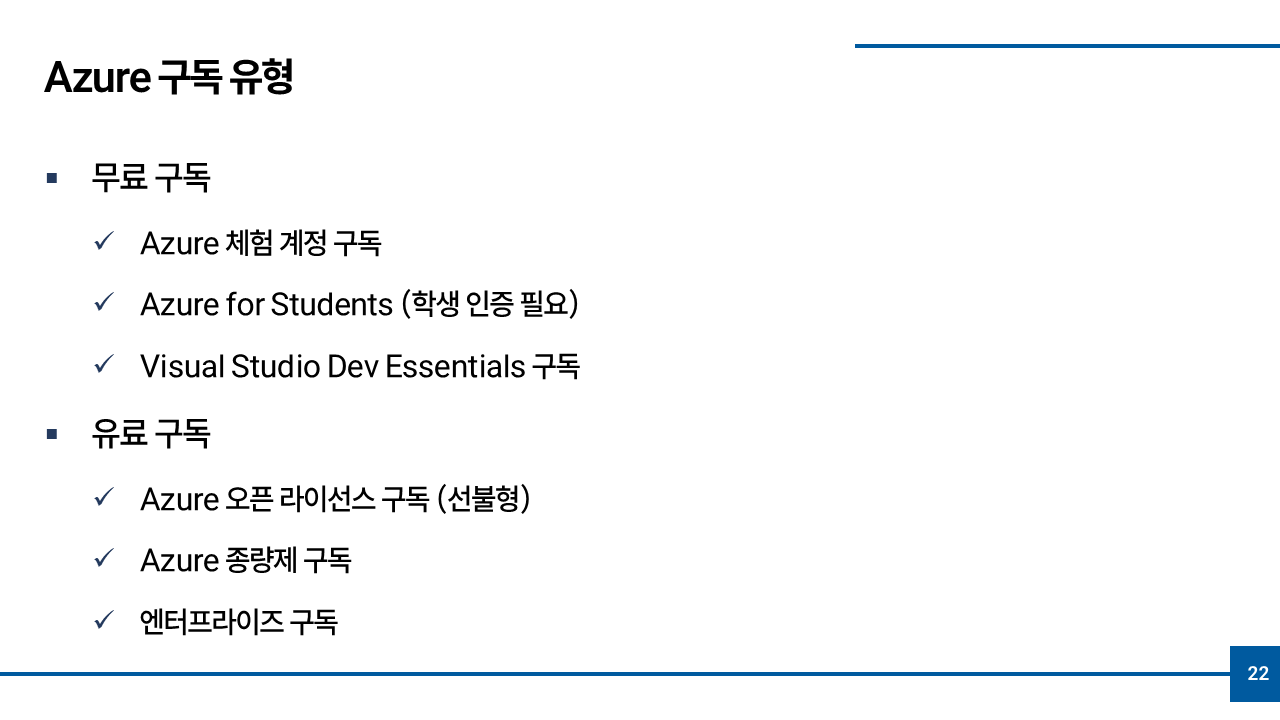 Azure 구독 유형
▪ 무료 구독
✓ Azure 체험 계정 구독
✓ Azure for Students (학생 인증 필요)
✓ Visual Studio Dev Essentials 구독
▪ 유료 구독
✓ Azure 오픈 라이선스 구독 (선불형)
✓ Azure 종량제 구독
✓ 엔터프라이즈 구독
22